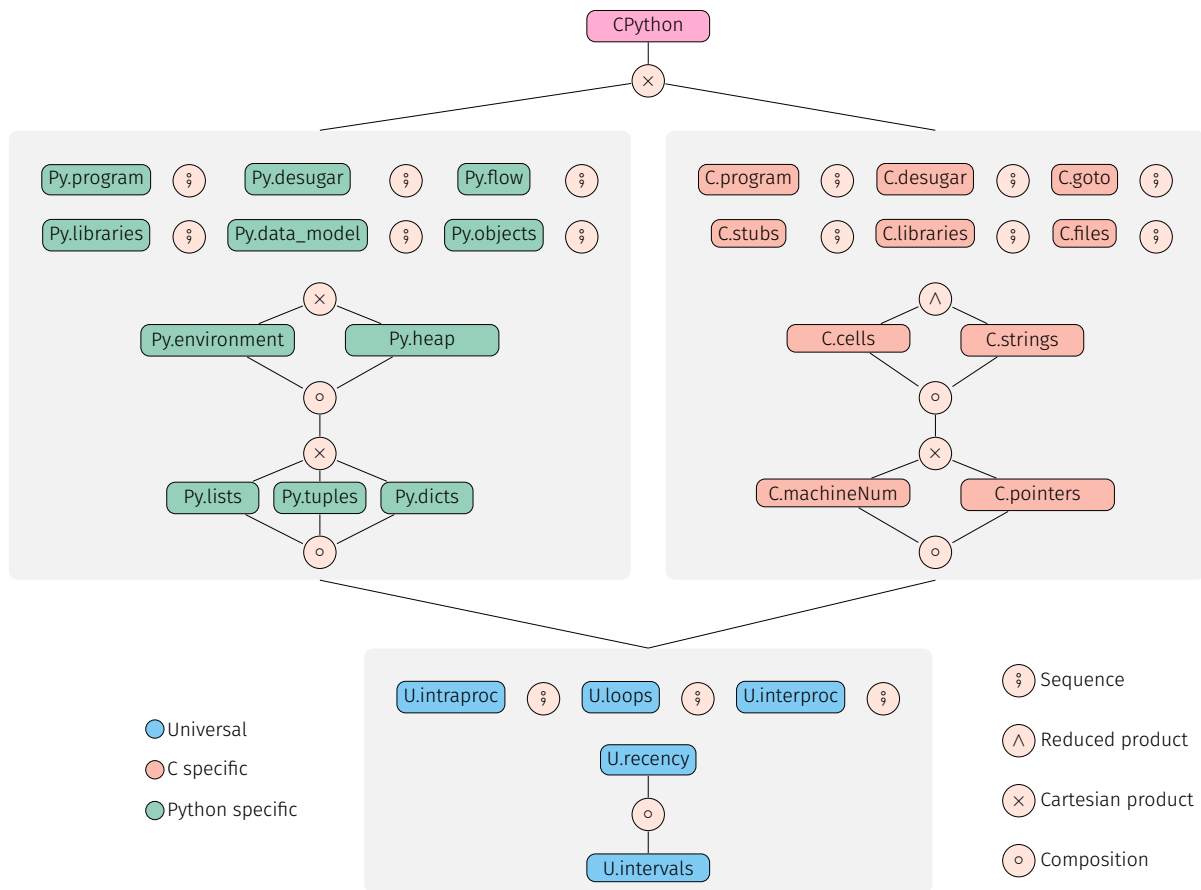 CPython
×
Py.program ; Py.desugar ; Py.flow ;
Py.libraries ; Py.data_model ; Py.objects ;
×
Py.environment Py.heap
∘
×
Py.lists Py.tuples Py.dicts
∘
C.program ; C.desugar ; C.goto ;
C.stubs ; C.libraries ; C.files ;
∧
C.cells C.strings
∘
×
C.machineNum C.pointers
∘
U.intraproc ; U.loops ; U.interproc ;
U.recency
∘
U.intervals
Universal
C specific
Python specific
; Sequence
∧ Reduced product
× Cartesian product
∘ Composition